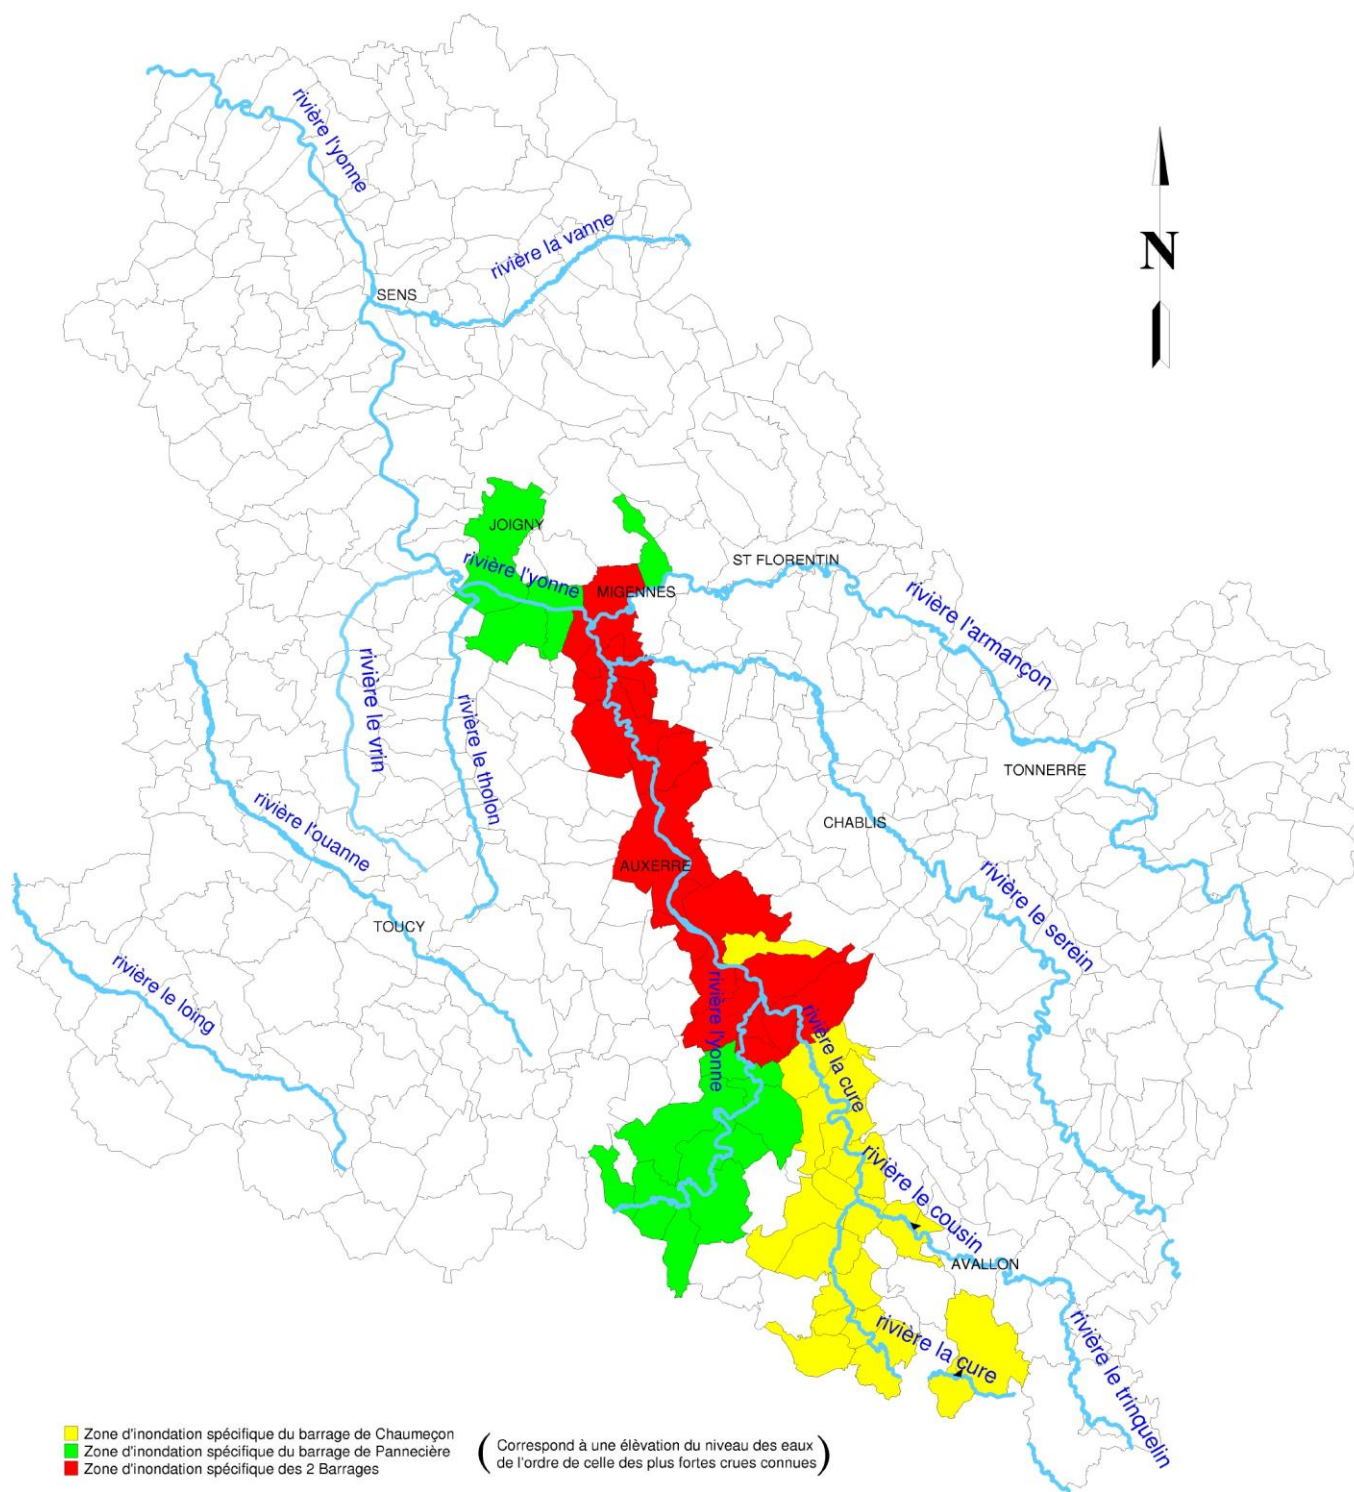 rivière l'yonne
rivière la vanne
N
SENS
JOIGNY
rivière l'yonne
MIGENNES
ST FLORENTIN
rivière l'armançon
rivière le vrin
rivière le tholon
TONNERRE
rivière l'ouanne
CHABLIS
AUXERRE
rivière le serein
TOUCY
rivière le loing
rivière l'yonne
rivière la cure
rivière le cousin
AVALLON
rivière la cure
rivière le trinquelin
Zone d'inondation spécifique du barrage de Chaumeçon
Zone d'inondation spécifique du barrage de Pannecière
Zone d'inondation spécifique des 2 Barrages
( Correspond à une élèvation du niveau des eaux
de l'ordre de celle des plus fortes crues connues )